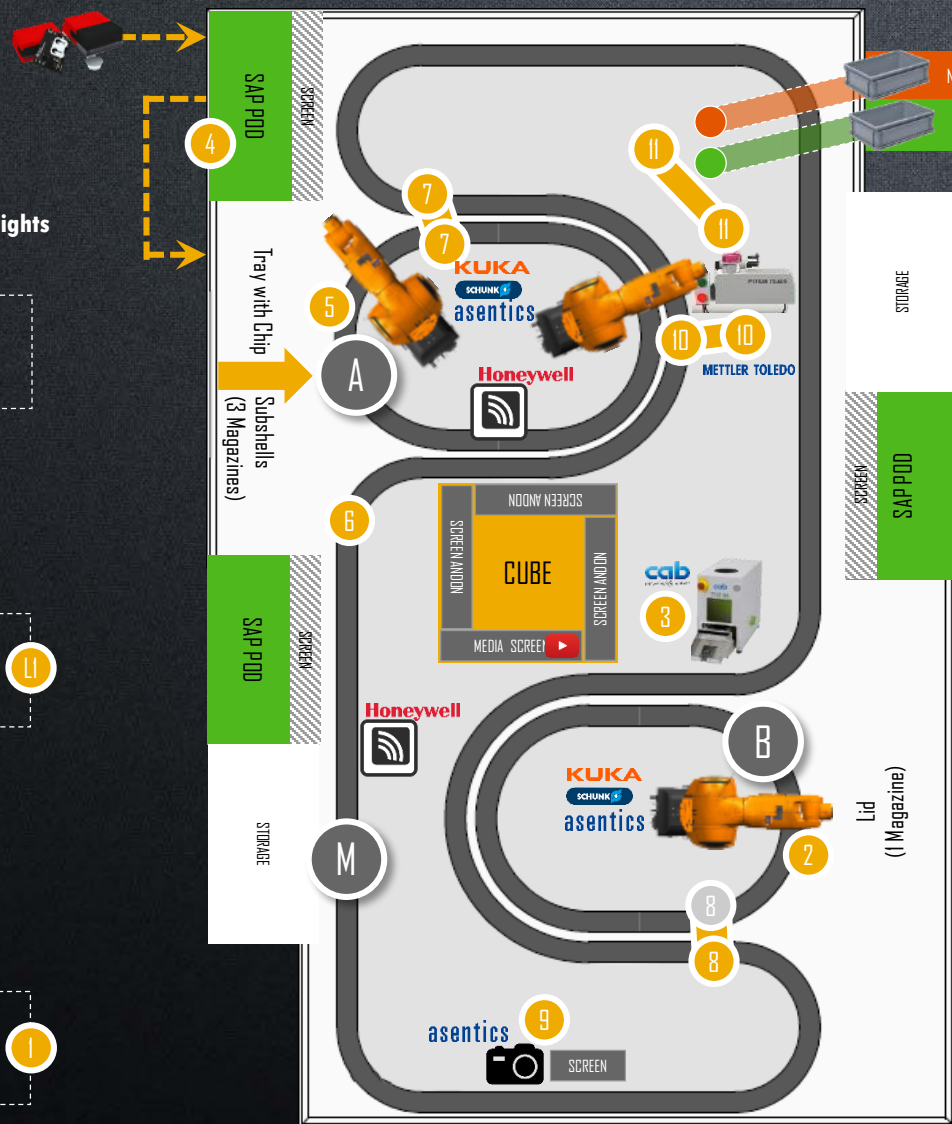 SAP POD
SCREEN
4
ights
Tray with Chip
Subshells
(3 Magazines)
7
7
5
KUKA
SCHUNK
asentics
A
Honeywell
11
11
10
10
METTLER TOLEDO
N
STORAGE
SCREEN
SAP POD
6
SCREEN ANDON
SCREEN ANDON
CUBE
SCREEN ANDON
MEDIA SCREEN
cab
3
SAP POD
SCREEN
L1
Honeywell
STORAGE
M
B
KUKA
SCHUNK
asentics
2
Lid
(1 Magazine)
8
8
asentics
9
SCREEN
1